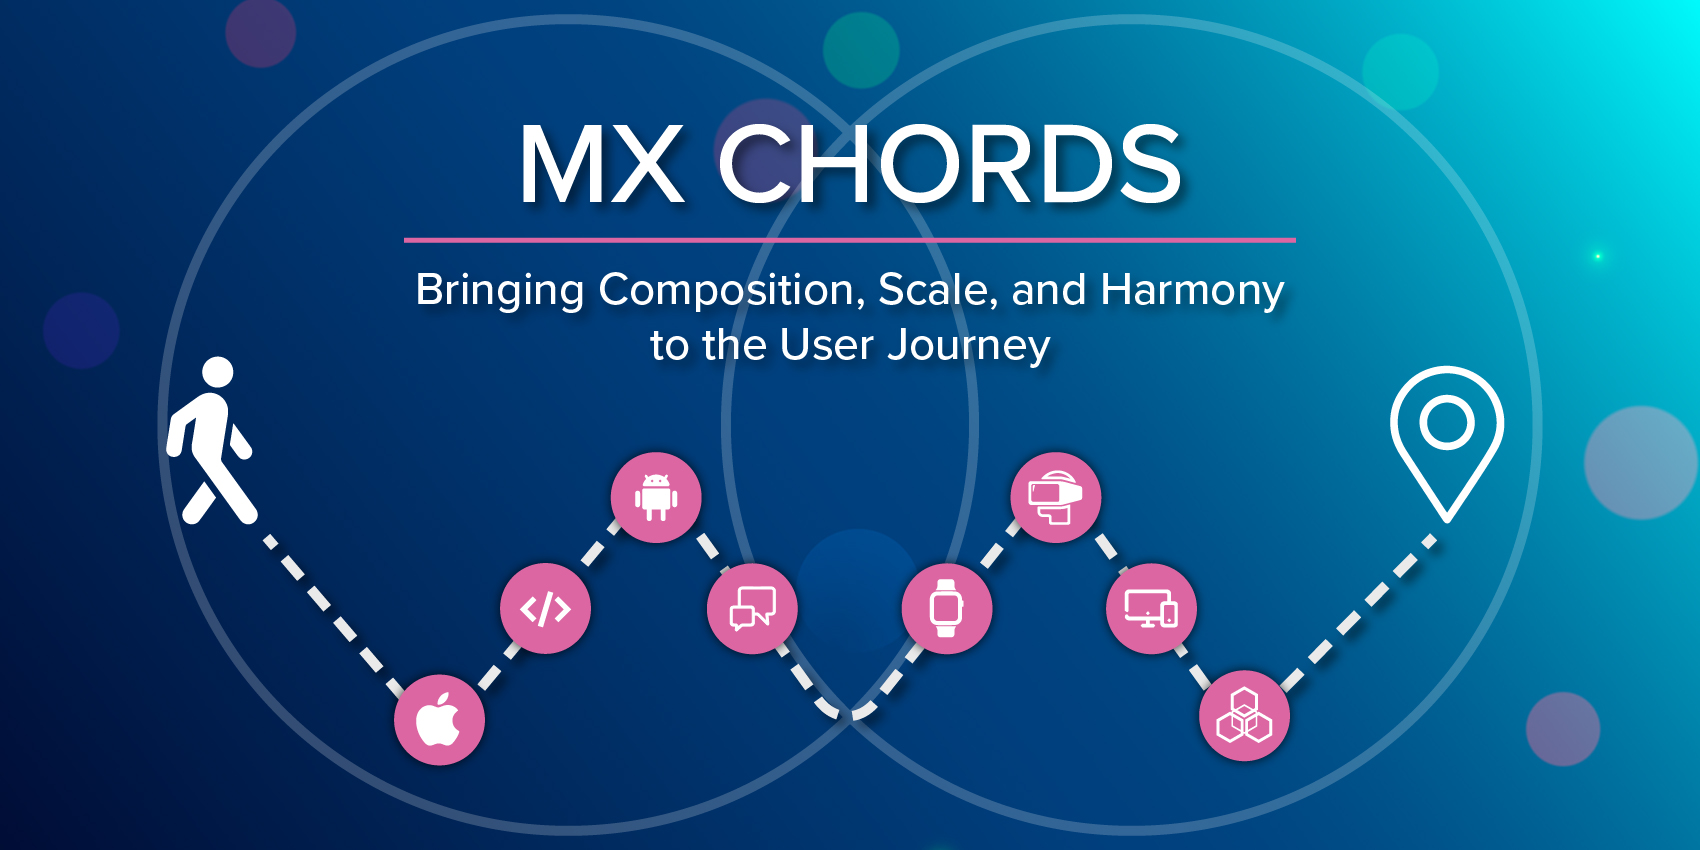 MX CHORDS
Bringing Composition, Scale, and Harmony
to the User Journey